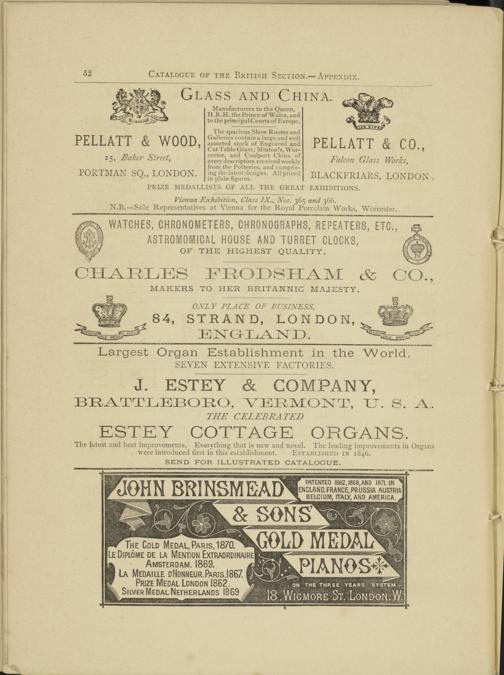 52 Catalogue of the British Section.—Appendix.
Glass and China.
PELLATT & WOOD,
25, Baker Street,
PORTMAN SQ., LONDON.
Manufacturers to the Queen,
H.R.H. the Prince of Wales, and
to the principal Courts of Europe.
The spacious Show Rooms and
Galleries contain a large and well
assorted stock of Engraved and
Cut Table Glass; Minton's, Wor-
cester, and Coalport China of
every description received weekly
from the Potteries, and compris-
ing the latest designs. All priced
in plain figures.
PELLATT & CO.,
Falcon Glass Works,
BLACKFRIARS, LONDON.
PRIZE MEDALLISTS OF ALL THE GREAT EXHIBITIONS.
Vienna Exhibition, Class IX., Nos. 365 and 366.
N.B.—Sole Representatives at Vienna for the Royal Porcelain Works, Worcester.
WATCHES, CHRONOMETERS, CHRONOGRAPHS, REPEATERS, ETC.,
ASTROMOMICAL HOUSE AND TURRET CLOCKS,
OF THE HIGHEST QUALITY.
CHARLES FRODSHAM & CO.,
MAKERS TO HER BRITANNIC MAJESTY.
ONLY PLACE OF BUSINESS,
84, STRAND, LONDON,
ENGLAND.
Largest Organ Establishment in the World.
SEVEN EXTENSIVE FACTORIES.
J. ESTEY & COMPANY,
BRATTLEBORO, VERMONT, U. S. A.
THE CELEBRATED
ESTEY COTTAGE ORGANS.
The latest and best improvements. Everything that is new and novel. The leading improvements in Organs
were introduced first in this establishment. Established in 1846.
SEND FOR ILLUSTRATED CATALOGUE.
JOHN BRINSMEAD
& SONS'
GOLD MEDAL
PIANOS
PATENTED 1862, 1868, AND 1871, IN
ENGLAND, FRANCE, PRUSSIA AUSTRIA
BELGIUM, ITALY, AND AMERICA.
THE GOLD MEDAL, PARIS, 1870.
LE DIPLÔME DE LA MENTION EXTRAORDINAIRE
AMSTERDAM. 1869.
LA MEDAILLE D'HONNEUR. PARIS, 1867.
PRIZE MEDAL LONDON 1862.
SILVER MEDAL NETHERLANDS 1869
ON THE THREE YEARS SYSTEM
18, WIGMORE ST. LONDON. W.